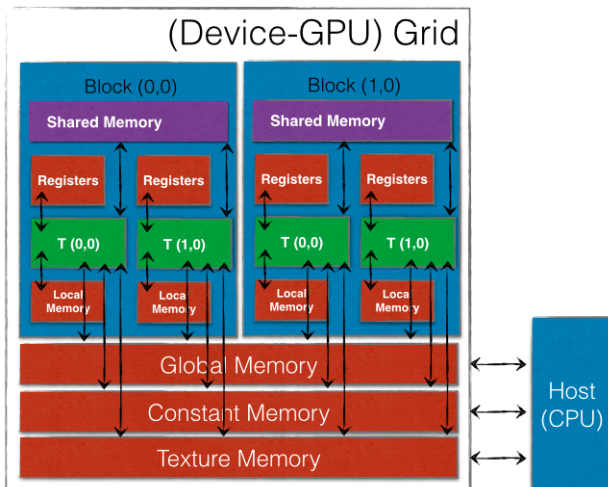 (Device-GPU) Grid
Block (0,0)
Block (1,0)
Shared Memory
Shared Memory
Registers
Registers
Registers
Registers
T (0,0)
T (1,0)
T (0,0)
T (1,0)
Local
Memory
Local
Memory
Local
Memory
Local
Memory
Global Memory
Constant Memory
Texture Memory
Host
(CPU)